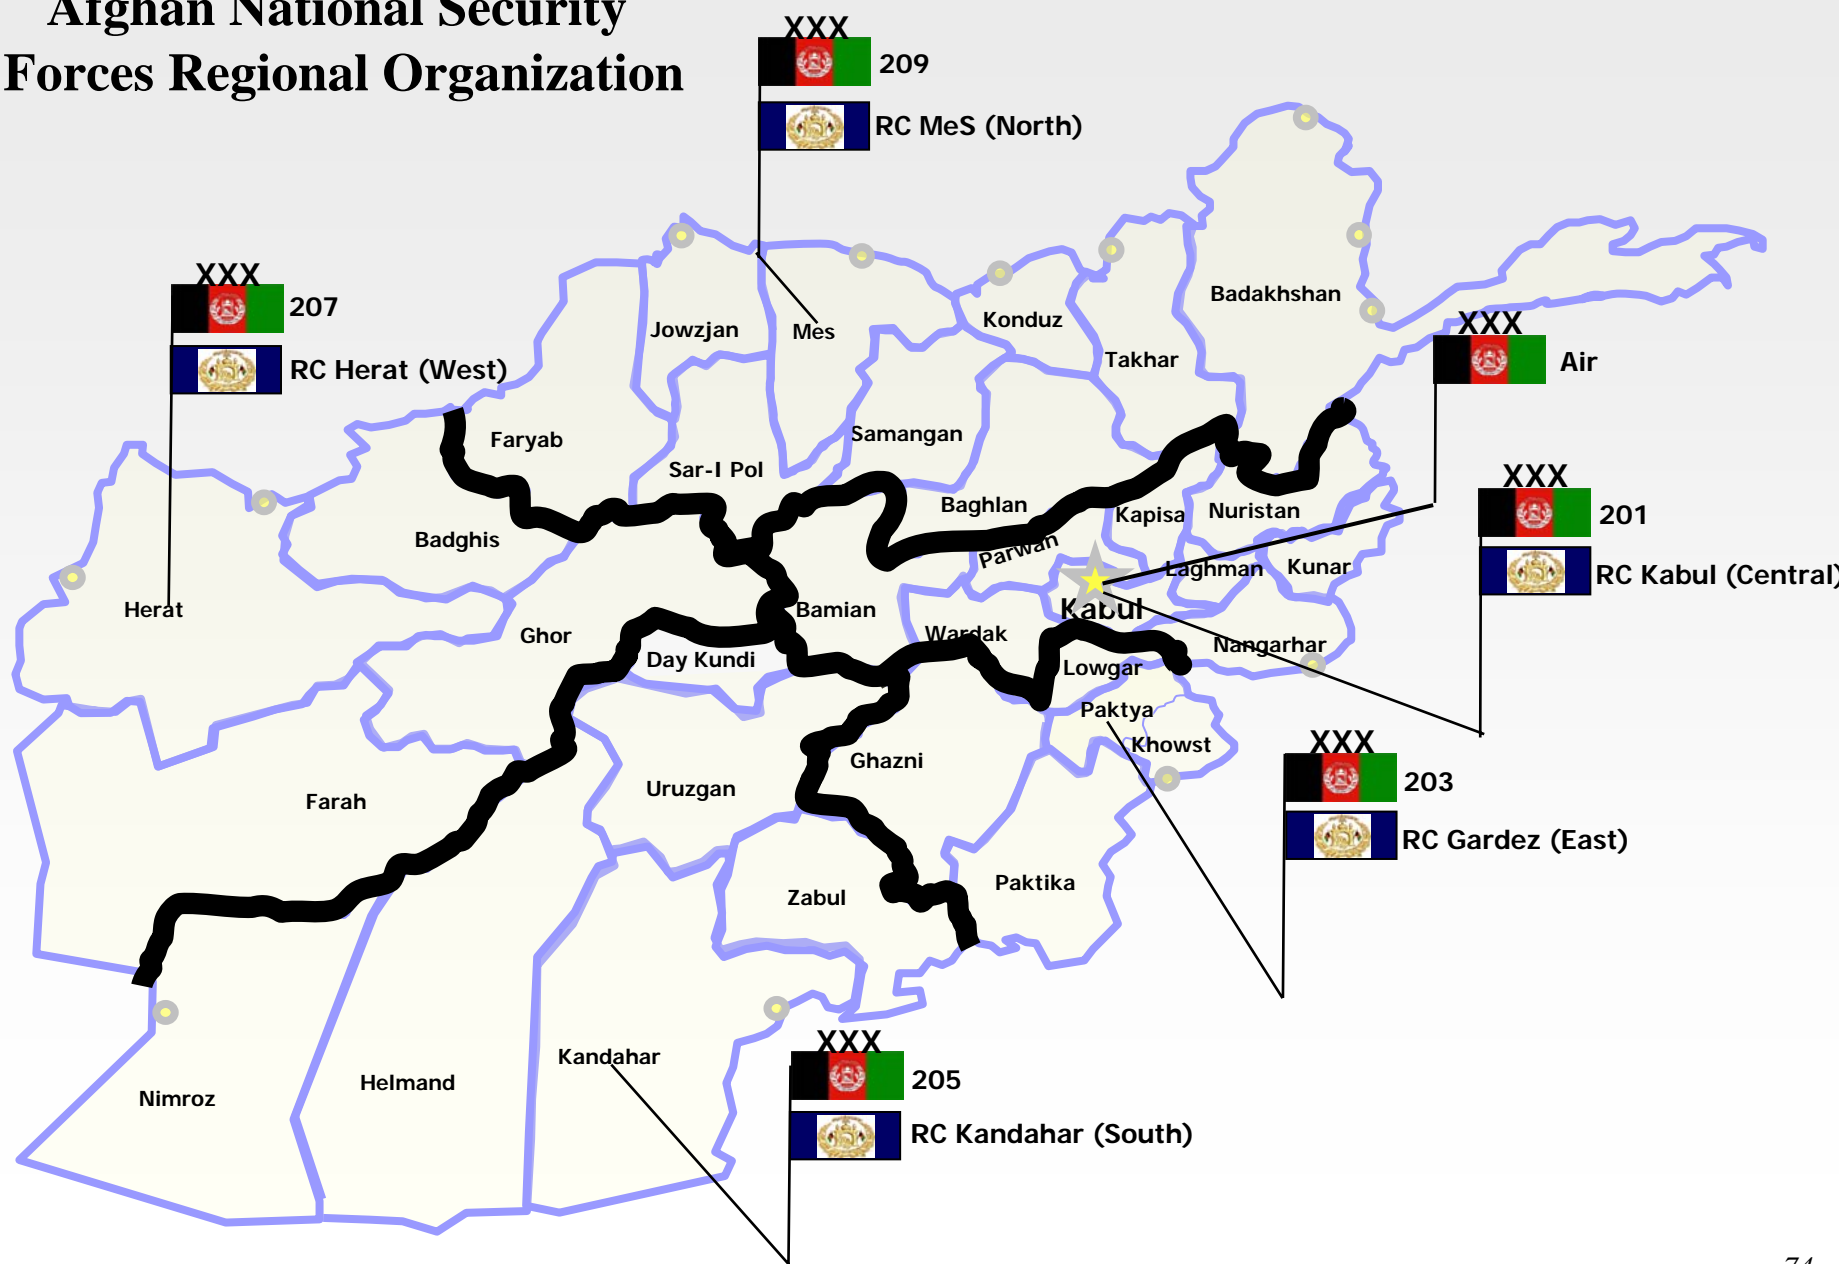 Afghan National Security
Forces Regional Organization
XXX
209
RC MeS (North)
XXX
207
RC Herat (West)
XXX
Air
XXX
201
RC Kabul (Central)
XXX
203
RC Gardez (East)
XXX
205
RC Kandahar (South)
Badakhshan
Jowzjan
Mes
Konduz
Takhar
Faryab
Samangan
Sar-I Pol
Baghlan
Kapisa
Nuristan
Badghis
Parwan
Laghman
Kunar
Herat
Bamian
Kabul
Ghor
Wardak
Nangarhar
Day Kundi
Lowgar
Paktya
Khowst
Ghazni
Uruzgan
Farah
Paktika
Zabul
Kandahar
Helmand
Nimroz
74